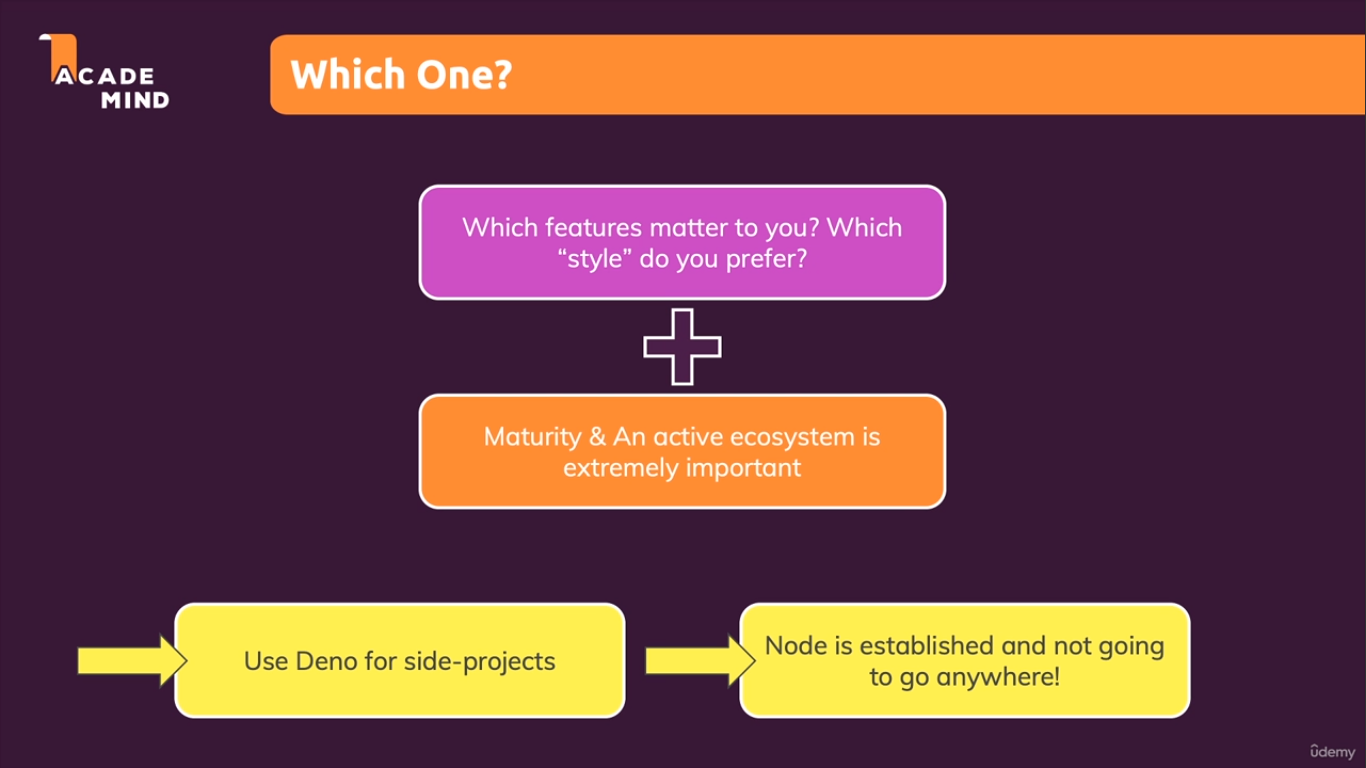 ACADE
MIND
Which One?
Which features matter to you? Which
“style” do you prefer?
Maturity & An active ecosystem is
extremely important
Use Deno for side-projects
Node is established and not going
to go anywhere!
ûdemy